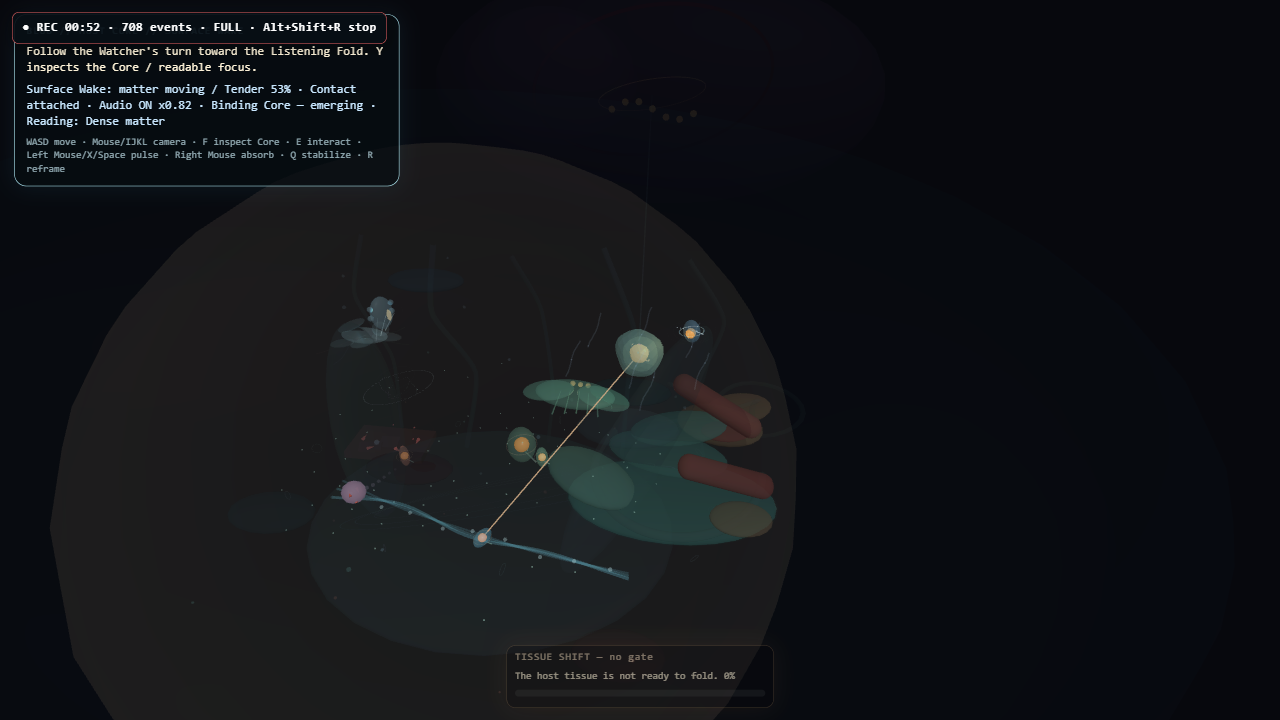 ● REC 00:52 · 708 events · FULL · Alt+Shift+R stop
Follow the Watcher's turn toward the Listening Fold. Y
inspects the Core / readable focus.
Surface Wake: matter moving / Tender 53% · Contact
attached · Audio ON x0.82 · Binding Core — emerging ·
Reading: Dense matter
WASD move · Mouse/IJKL camera · F inspect Core · E interact ·
Left Mouse/X/Space pulse · Right Mouse absorb · Q stabilize · R
reframe
TISSUE SHIFT — no gate
The host tissue is not ready to fold. 0%